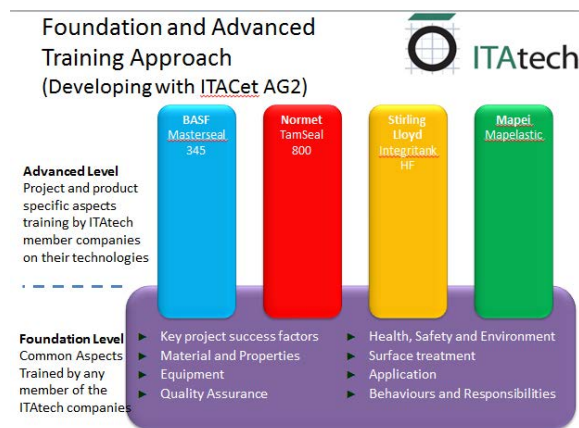 Foundation and Advanced
Training Approach
(Developing with ITACet AG2)
ITAtech
BASF
Masterseal
345
Normet
TamSeal
800
Stirling
Lloyd
Integritank
HF
Mapei
Mapelastic
Advanced Level
Project and product
specific aspects
training by ITAtech
member companies
on their technologies
Foundation Level
Common Aspects
Trained by any
member of the
ITAtech companies
Key project success factors
Material and Properties
Equipment
Quality Assurance
Health, Safety and Environment
Surface treatment
Application
Behaviours and Responsibilities